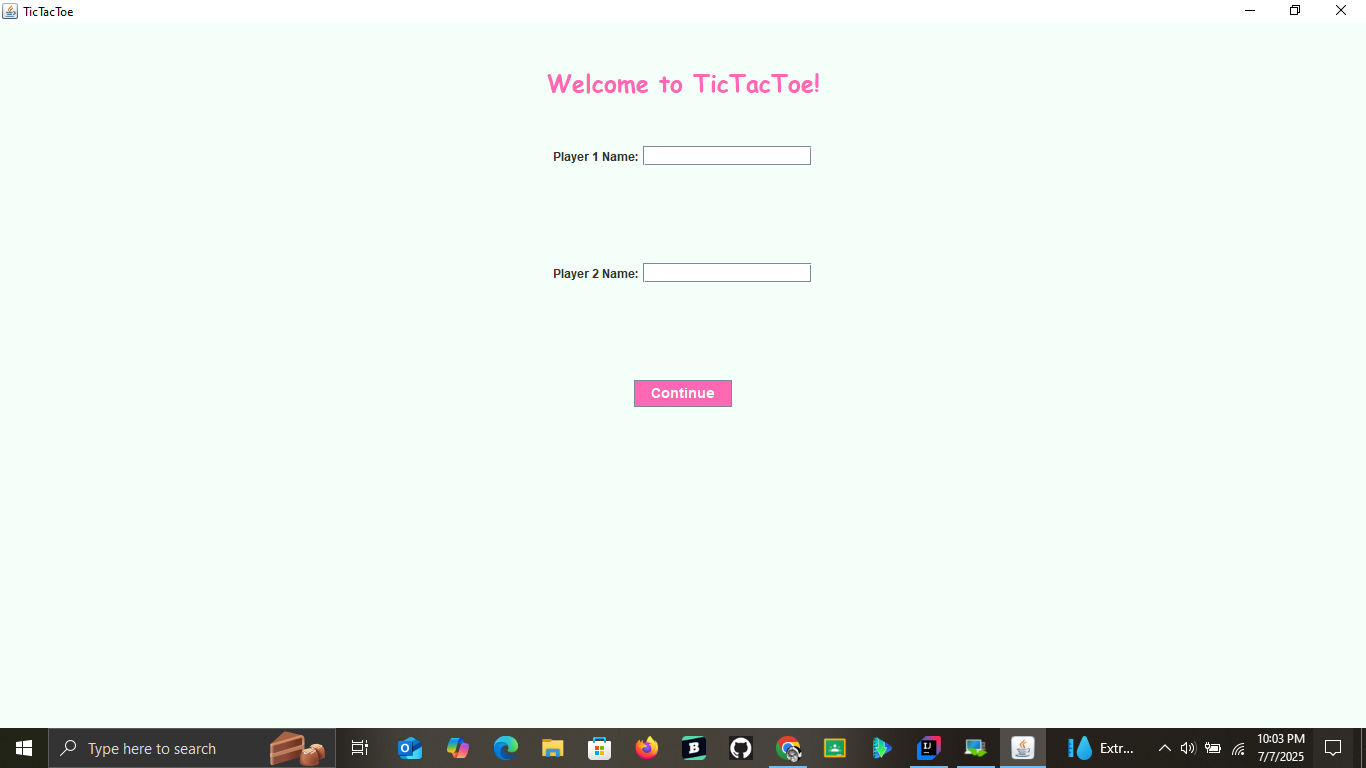 TicTacToe
Welcome to TicTacToe!
Player 1 Name:
Player 2 Name:
Continue
Type here to search
Extr...
10:03 PM
7/7/2025